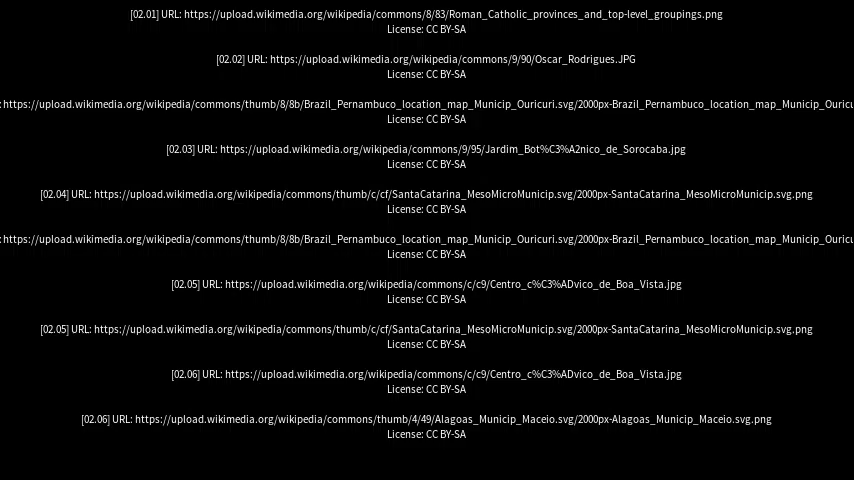 [02.01] URL: https://upload.wikimedia.org/wikipedia/commons/8/83/Roman_Catholic_provinces_and_top-level_groupings.png
License: CC BY-SA
[02.02] URL: https://upload.wikimedia.org/wikipedia/commons/9/90/Oscar_Rodrigues.JPG
License: CC BY-SA
: https://upload.wikimedia.org/wikipedia/commons/thumb/8/8b/Brazil_Pernambuco_location_map_Municip_Ouricuri.svg/2000px-Brazil_Pernambuco_location_map_Municip_Ouricu
License: CC BY-SA
[02.03] URL: https://upload.wikimedia.org/wikipedia/commons/9/95/Jardim_Bot%C3%A2nico_de_Sorocaba.jpg
License: CC BY-SA
[02.04] URL: https://upload.wikimedia.org/wikipedia/commons/thumb/c/cf/SantaCatarina_MesoMicroMunicip.svg/2000px-SantaCatarina_MesoMicroMunicip.svg.png
License: CC BY-SA
: https://upload.wikimedia.org/wikipedia/commons/thumb/8/8b/Brazil_Pernambuco_location_map_Municip_Ouricuri.svg/2000px-Brazil_Pernambuco_location_map_Municip_Ouricu
License: CC BY-SA
[02.05] URL: https://upload.wikimedia.org/wikipedia/commons/c/c9/Centro_c%C3%ADvico_de_Boa_Vista.jpg
License: CC BY-SA
[02.05] URL: https://upload.wikimedia.org/wikipedia/commons/thumb/c/cf/SantaCatarina_MesoMicroMunicip.svg/2000px-SantaCatarina_MesoMicroMunicip.svg.png
License: CC BY-SA
[02.06] URL: https://upload.wikimedia.org/wikipedia/commons/c/c9/Centro_c%C3%ADvico_de_Boa_Vista.jpg
License: CC BY-SA
[02.06] URL: https://upload.wikimedia.org/wikipedia/commons/thumb/4/49/Alagoas_Municip_Maceio.svg/2000px-Alagoas_Municip_Maceio.svg.png
License: CC BY-SA